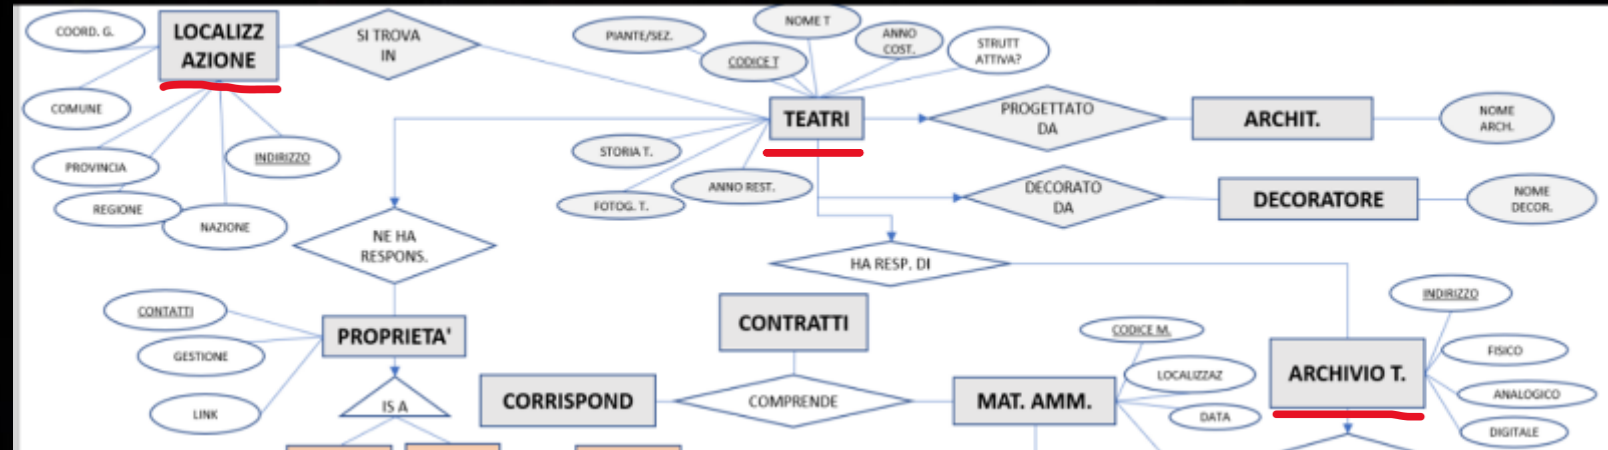 COORD. G.
LOCALIZZ
AZIONE
SI TROVA
IN
PIANTE/SEZ.
NOME T
CODICE T
ANNO
COST.
STRUTT
ATTIVA?
COMUNE
TEATRI
PROGETTATO
DA
ARCHIT.
NOME
ARCH.
PROVINCIA
INDIRIZZO
STORIA T.
ANNO REST.
DECORATO
DA
DECORATORE
NOME
DECOR.
REGIONE
NAZIONE
FOTOG. T.
NE HA
RESPONS.
HA RESP. DI
CONTATTI
GESTIONE
LINK
PROPRIETA'
IS A
CONTRATTI
CORRISPOND
COMPRENDE
MAT. AMM.
CODICE M.
LOCALIZZAZ
DATA
ARCHIVIO T.
INDIRIZZO
FISICO
ANALOGICO
DIGITALE